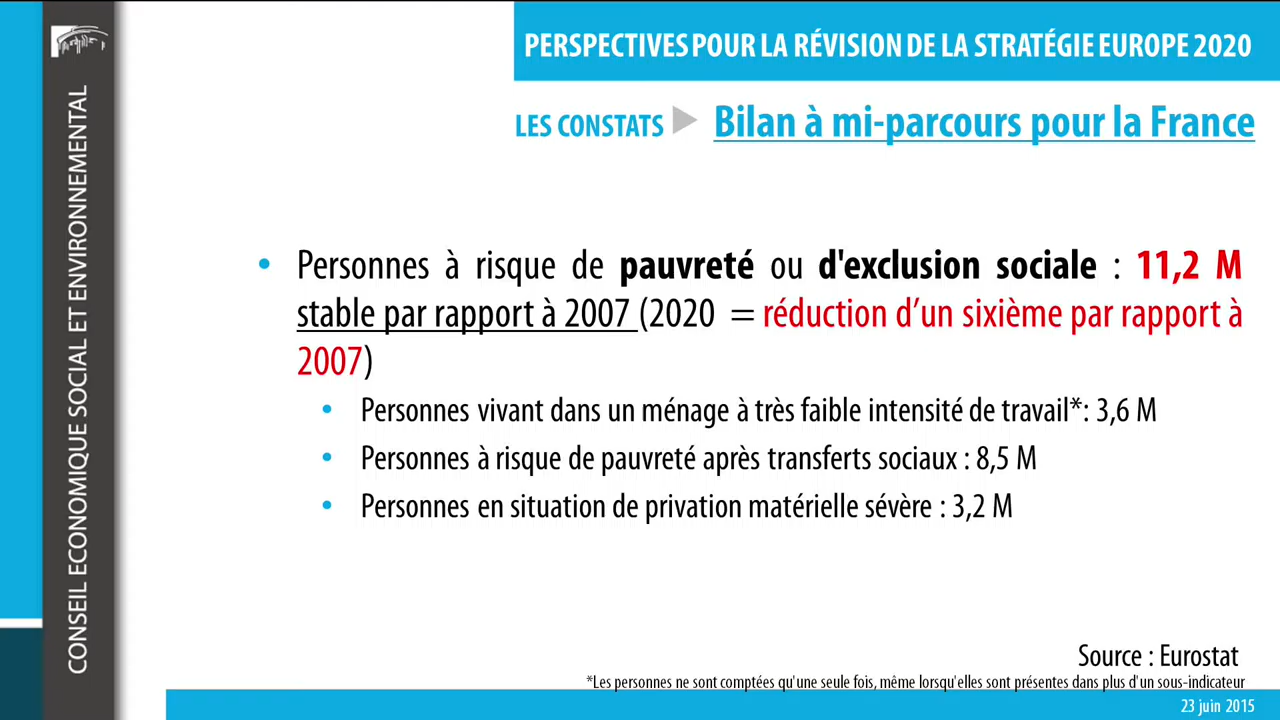 PERSPECTIVES POUR LA RÉVISION DE LA STRATÉGIE EUROPE 2020
LES CONSTATS Bilan à mi-parcours pour la France
CONSEIL ECONOMIQUE SOCIAL ET ENVIRONNEMENTAL
• Personnes à risque de pauvreté ou d'exclusion sociale : 11,2 M
stable par rapport à 2007 (2020 = réduction d’un sixième par rapport à
2007)
• Personnes vivant dans un ménage à très faible intensité de travail*: 3,6 M
• Personnes à risque de pauvreté après transferts sociaux : 8,5 M
• Personnes en situation de privation matérielle sévère : 3,2 M
Source : Eurostat
*Les personnes ne sont comptées qu'une seule fois, même lorsqu'elles sont présentes dans plus d'un sous-indicateur
23 juin 2015